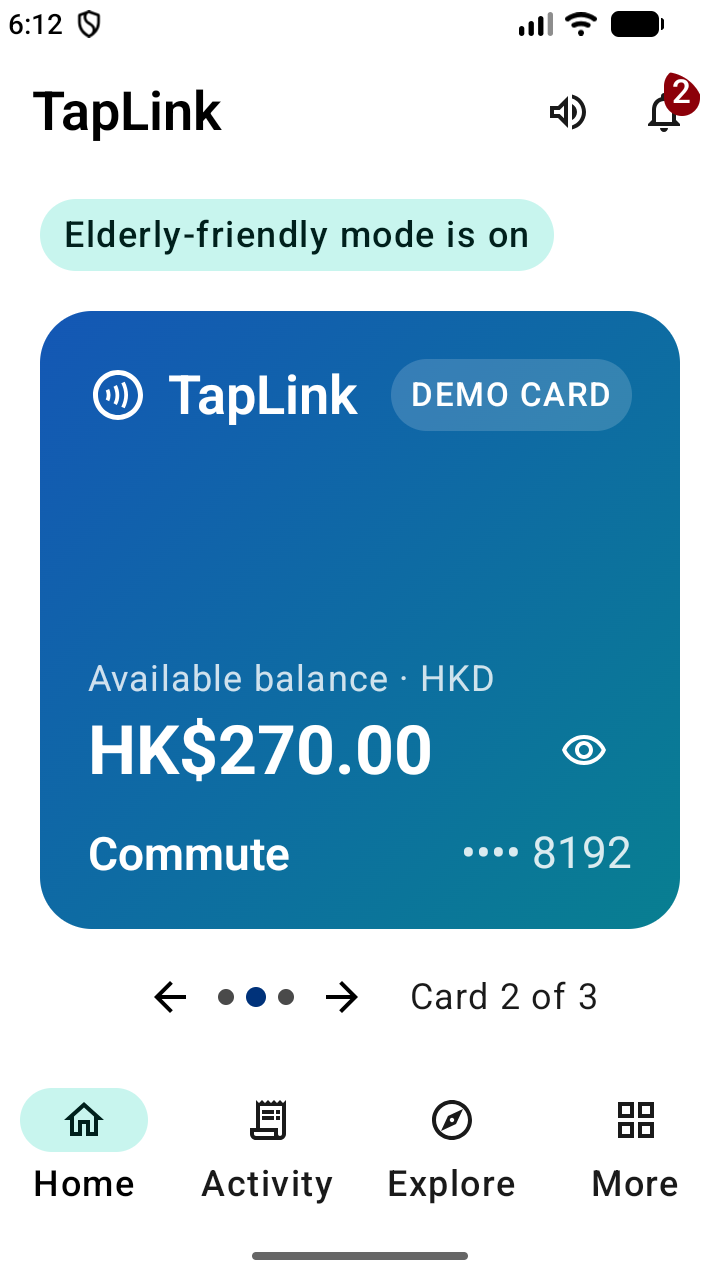 6:12
TapLink
2
Elderly-friendly mode is on
TapLink
DEMO CARD
Available balance · HKD
HK$270.00
Commute
•••• 8192
Card 2 of 3
Home
Activity
Explore
More